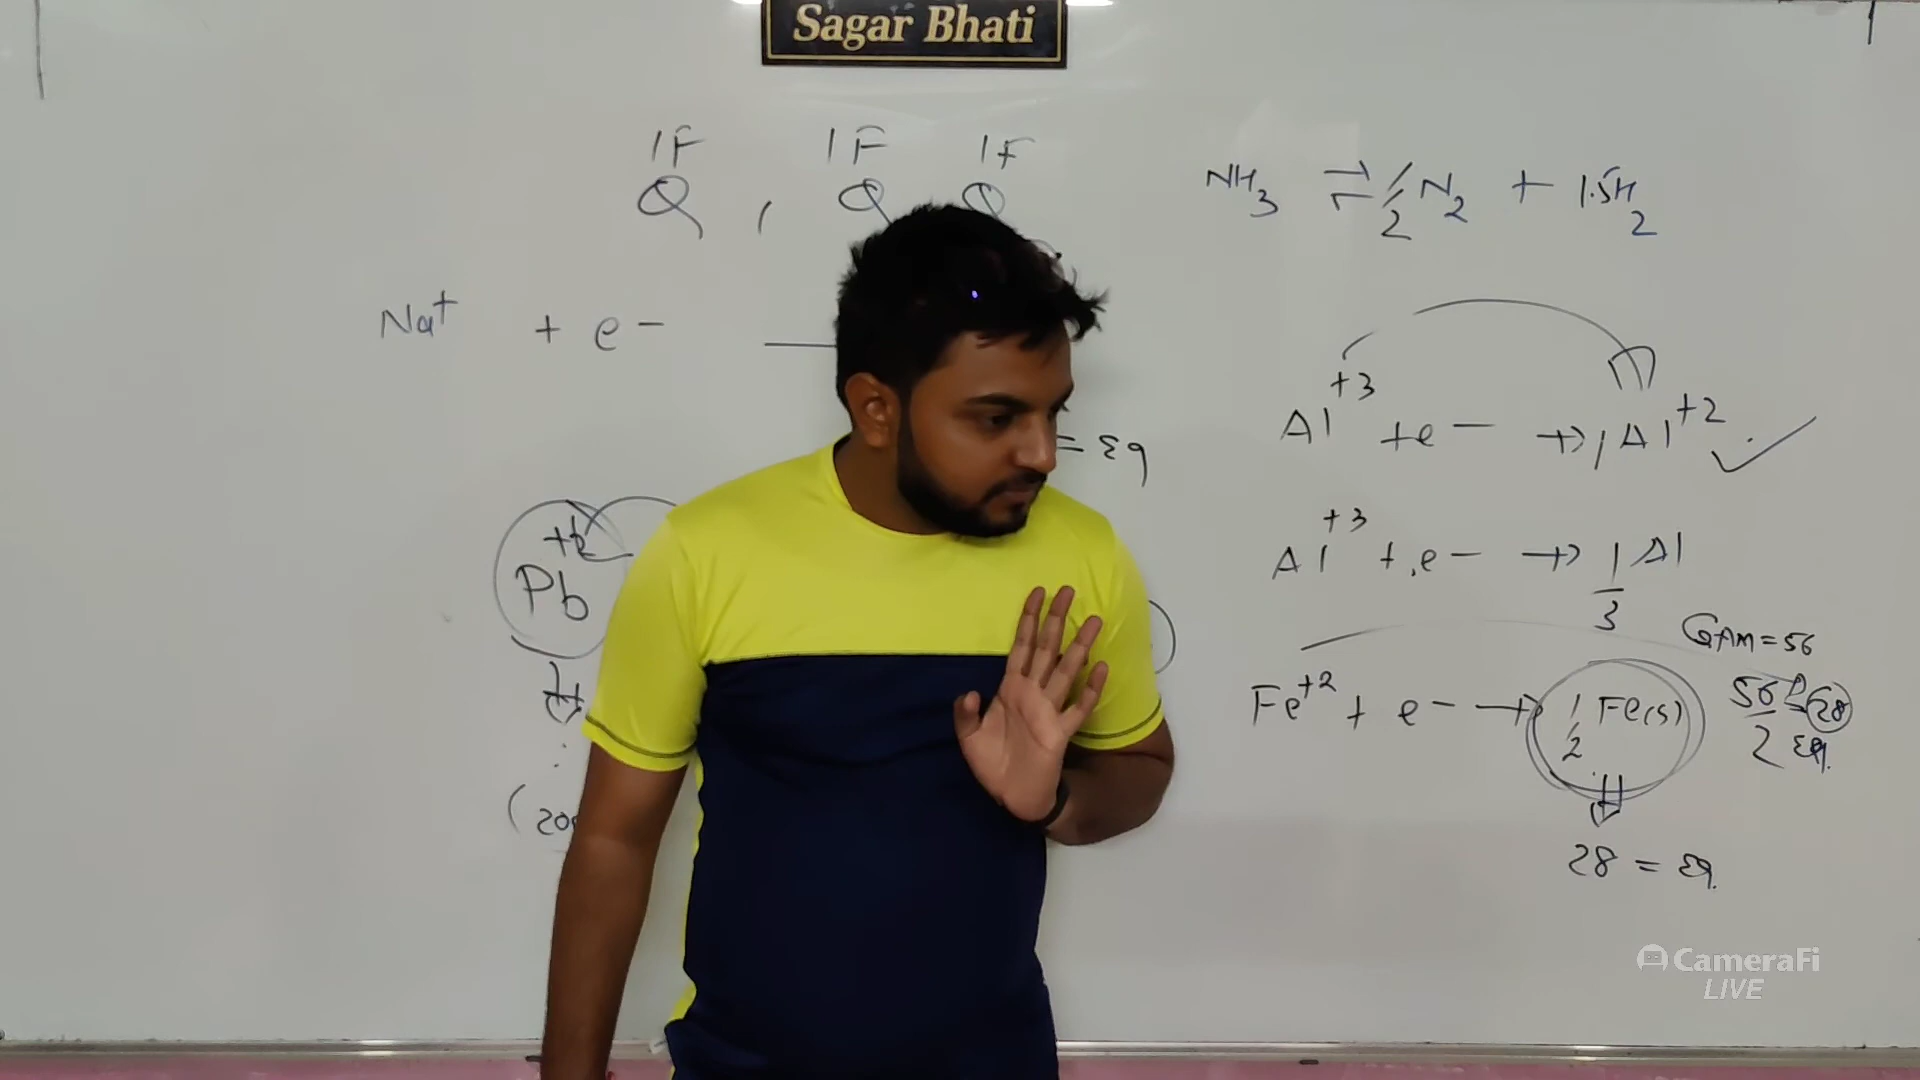 Sagar Bhati
1F 1F 1F
Q , Q Q
NH3 ⇌ 1/2 N2 + 1.5H2
Na+ + e-
= Eq
Al+3 + e- → 1 Al+2 ✓
Pb
Al+3 + e- → 1/3 Al
GAM = 56
Fe+2 + e- → 1/2 Fe(s)
56/2 28
Eq.
(20
28 = Eq.
CameraFi
LIVE